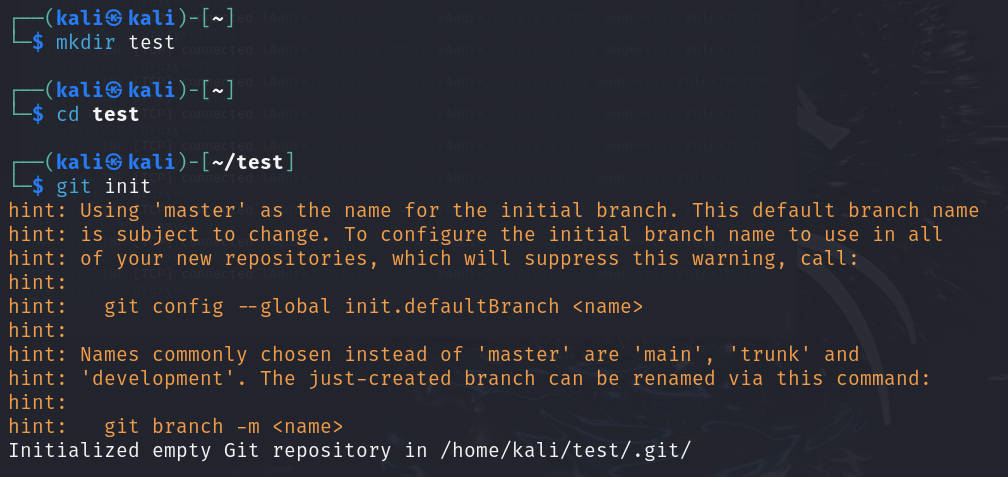 ┌──(kali㉿kali)-[~]
└─$ mkdir test
┌──(kali㉿kali)-[~]
└─$ cd test
┌──(kali㉿kali)-[~/test]
└─$ git init
hint: Using 'master' as the name for the initial branch. This default branch name
hint: is subject to change. To configure the initial branch name to use in all
hint: of your new repositories, which will suppress this warning, call:
hint:
hint:   git config --global init.defaultBranch <name>
hint:
hint: Names commonly chosen instead of 'master' are 'main', 'trunk' and
hint: 'development'. The just-created branch can be renamed via this command:
hint:
hint:   git branch -m <name>
Initialized empty Git repository in /home/kali/test/.git/